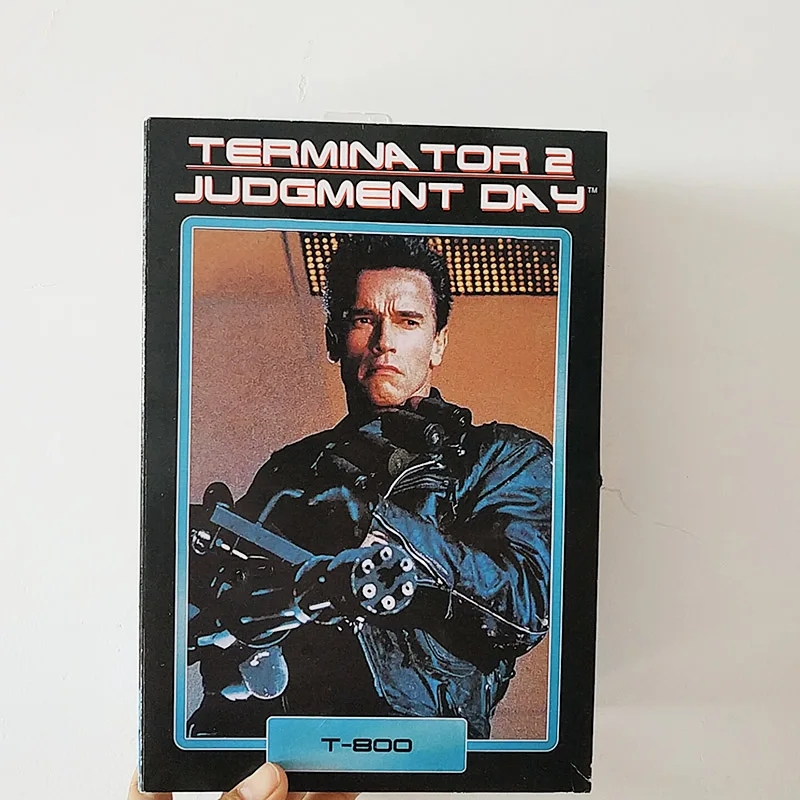 TERMINATOR 2
JUDGMENT DAY™
T-800